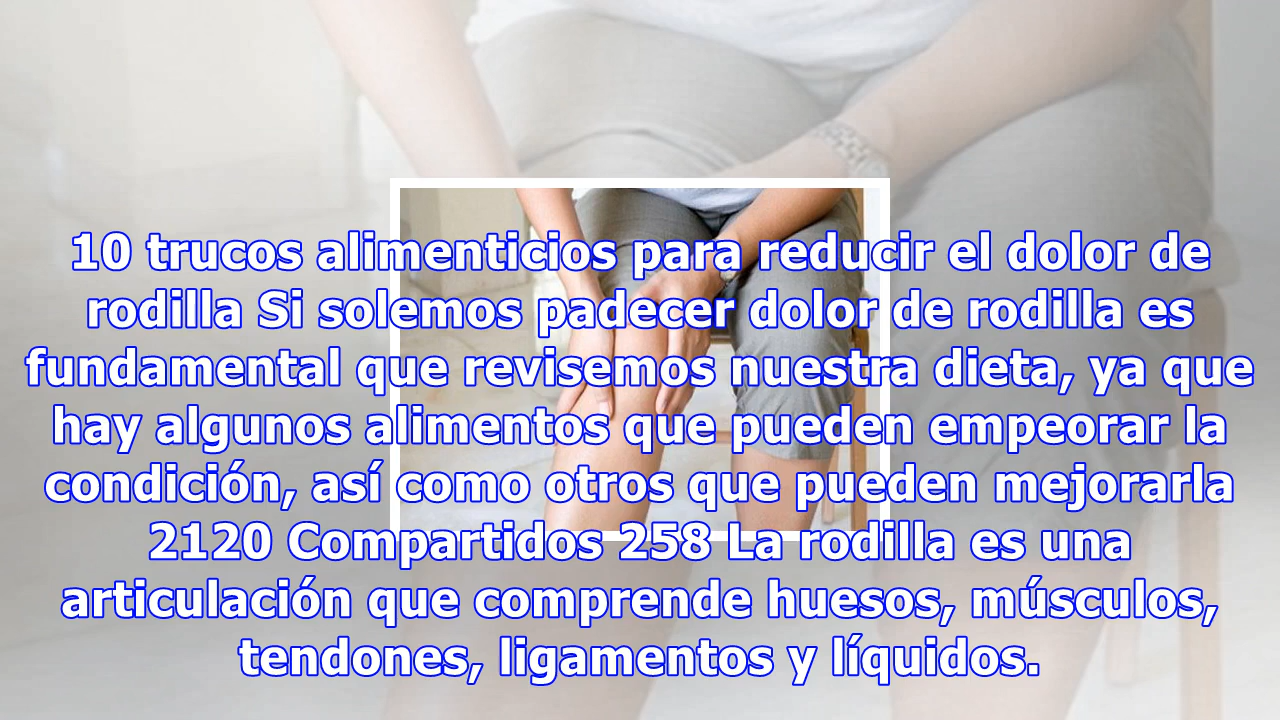 10 trucos alimenticios para reducir el dolor de
rodilla Si solemos padecer dolor de rodilla es
fundamental que revisemos nuestra dieta, ya que
hay algunos alimentos que pueden empeorar la
condición, así como otros que pueden mejorarla
2120 Compartidos 258 La rodilla es una
articulación que comprende huesos, músculos,
tendones, ligamentos y líquidos.